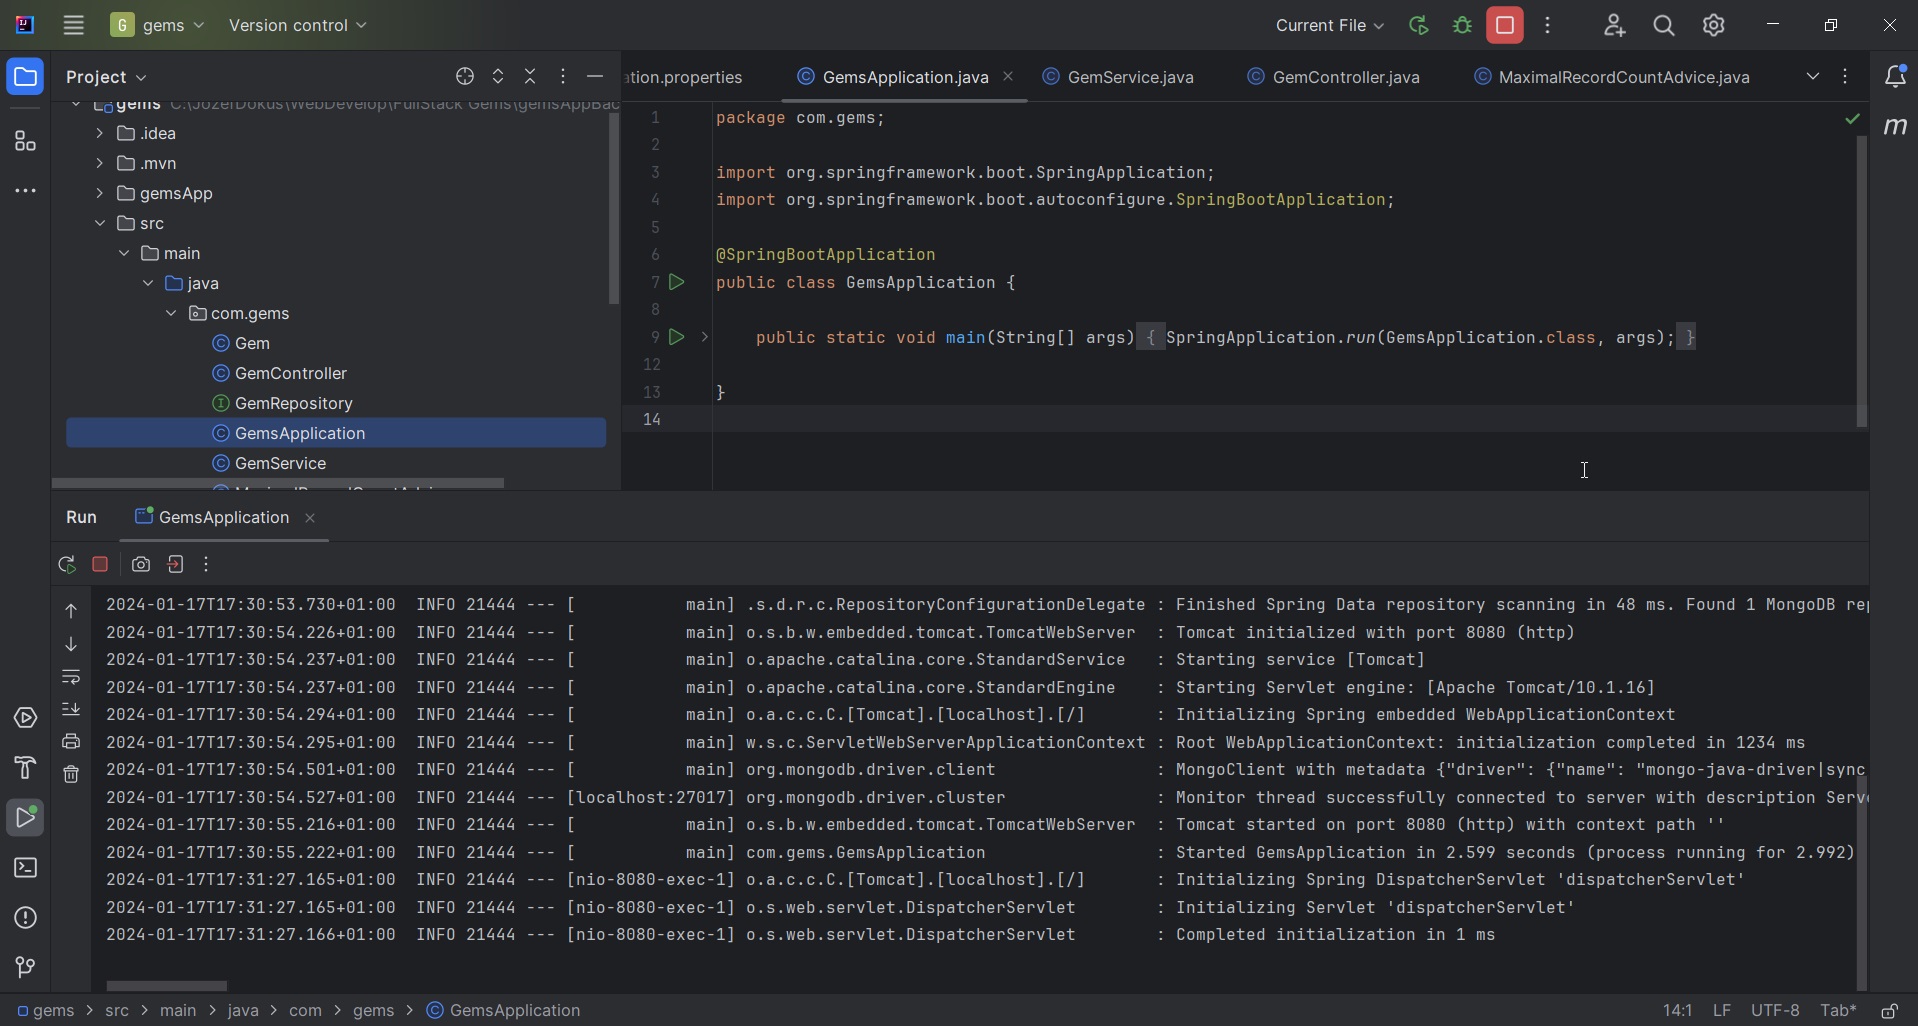 G gems Version control Current File
Project
ation.properties GemsApplication.java GemService.java GemController.java MaximalRecordCountAdvice.java
gems C:\JozefDokus\WebDevelop\FullStack Gems\gemsAppBac
.idea
.mvn
gemsApp
src
main
java
com.gems
Gem
GemController
GemRepository
GemsApplication
GemService
1 package com.gems;
2
3 import org.springframework.boot.SpringApplication;
4 import org.springframework.boot.autoconfigure.SpringBootApplication;
5
6 @SpringBootApplication
7 public class GemsApplication {
8
9 public static void main(String[] args) { SpringApplication.run(GemsApplication.class, args); }
12
13 }
14
Run GemsApplication
2024-01-17T17:30:53.730+01:00  INFO 21444 --- [           main] .s.d.r.c.RepositoryConfigurationDelegate : Finished Spring Data repository scanning in 48 ms. Found 1 MongoDB rep
2024-01-17T17:30:54.226+01:00  INFO 21444 --- [           main] o.s.b.w.embedded.tomcat.TomcatWebServer  : Tomcat initialized with port 8080 (http)
2024-01-17T17:30:54.237+01:00  INFO 21444 --- [           main] o.apache.catalina.core.StandardService   : Starting service [Tomcat]
2024-01-17T17:30:54.237+01:00  INFO 21444 --- [           main] o.apache.catalina.core.StandardEngine    : Starting Servlet engine: [Apache Tomcat/10.1.16]
2024-01-17T17:30:54.294+01:00  INFO 21444 --- [           main] o.a.c.c.C.[Tomcat].[localhost].[/]       : Initializing Spring embedded WebApplicationContext
2024-01-17T17:30:54.295+01:00  INFO 21444 --- [           main] w.s.c.ServletWebServerApplicationContext : Root WebApplicationContext: initialization completed in 1234 ms
2024-01-17T17:30:54.501+01:00  INFO 21444 --- [           main] org.mongodb.driver.client                : MongoClient with metadata {"driver": {"name": "mongo-java-driver|sync
2024-01-17T17:30:54.527+01:00  INFO 21444 --- [localhost:27017] org.mongodb.driver.cluster               : Monitor thread successfully connected to server with description Serv
2024-01-17T17:30:55.216+01:00  INFO 21444 --- [           main] o.s.b.w.embedded.tomcat.TomcatWebServer  : Tomcat started on port 8080 (http) with context path ''
2024-01-17T17:30:55.222+01:00  INFO 21444 --- [           main] com.gems.GemsApplication                 : Started GemsApplication in 2.599 seconds (process running for 2.992)
2024-01-17T17:31:27.165+01:00  INFO 21444 --- [nio-8080-exec-1] o.a.c.c.C.[Tomcat].[localhost].[/]       : Initializing Spring DispatcherServlet 'dispatcherServlet'
2024-01-17T17:31:27.165+01:00  INFO 21444 --- [nio-8080-exec-1] o.s.web.servlet.DispatcherServlet        : Initializing Servlet 'dispatcherServlet'
2024-01-17T17:31:27.166+01:00  INFO 21444 --- [nio-8080-exec-1] o.s.web.servlet.DispatcherServlet        : Completed initialization in 1 ms
gems > src > main > java > com > gems > GemsApplication 14:1 LF UTF-8 Tab*